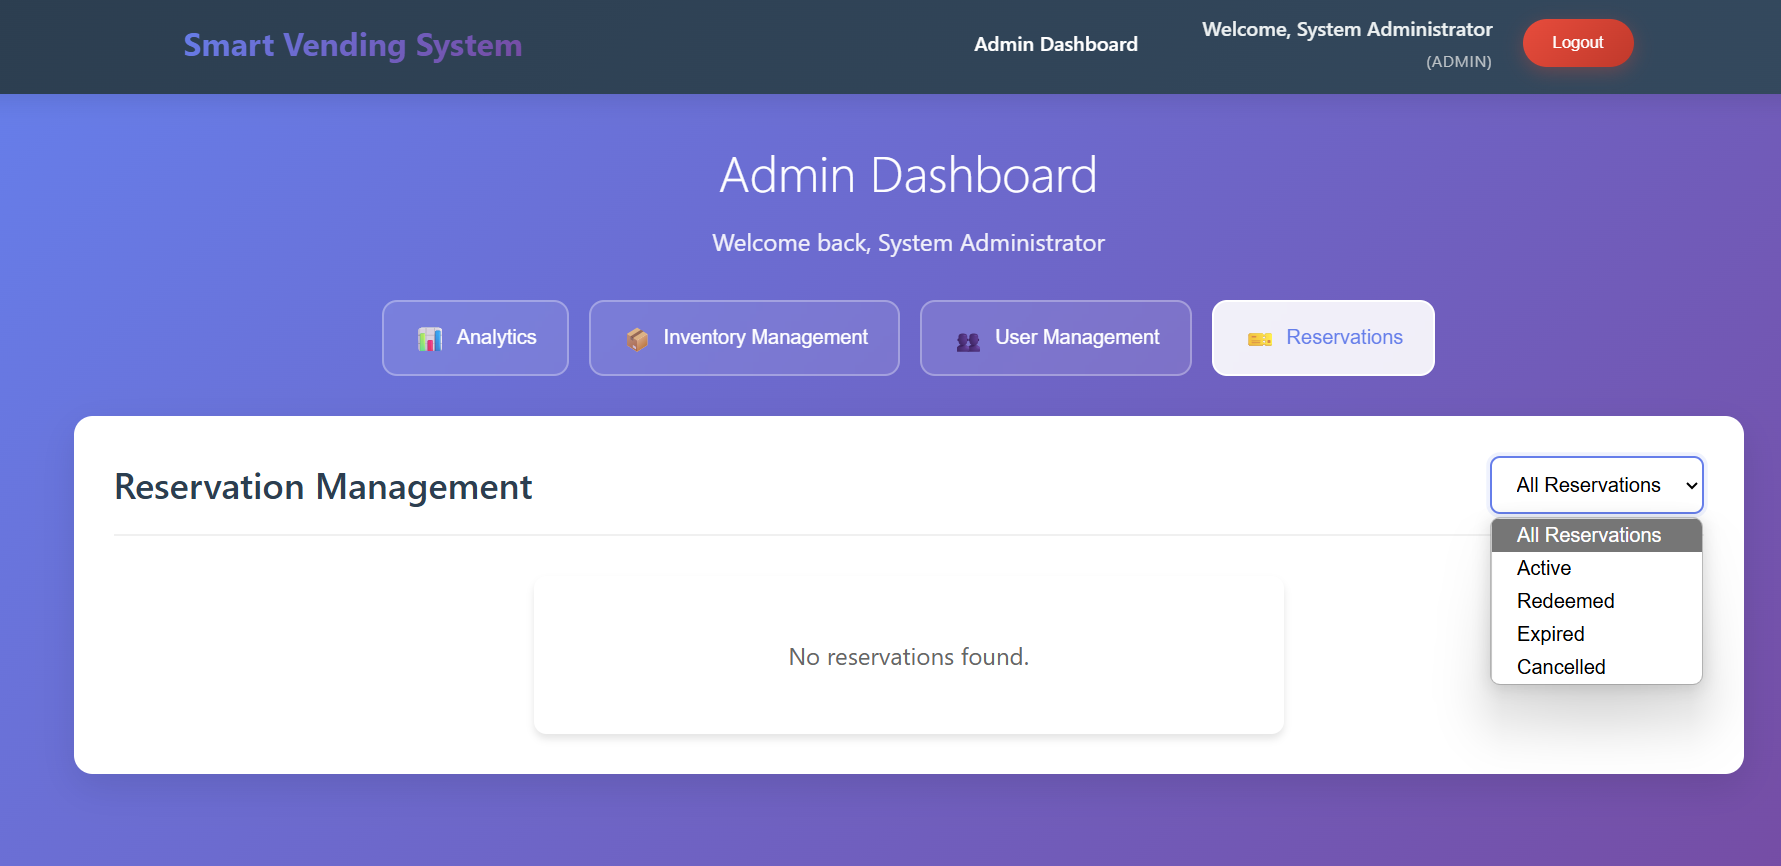 Smart Vending System
Admin Dashboard
Welcome, System Administrator
(ADMIN)
Logout
Admin Dashboard
Welcome back, System Administrator
Analytics
Inventory Management
User Management
Reservations
Reservation Management
All Reservations
All Reservations
Active
Redeemed
Expired
Cancelled
No reservations found.